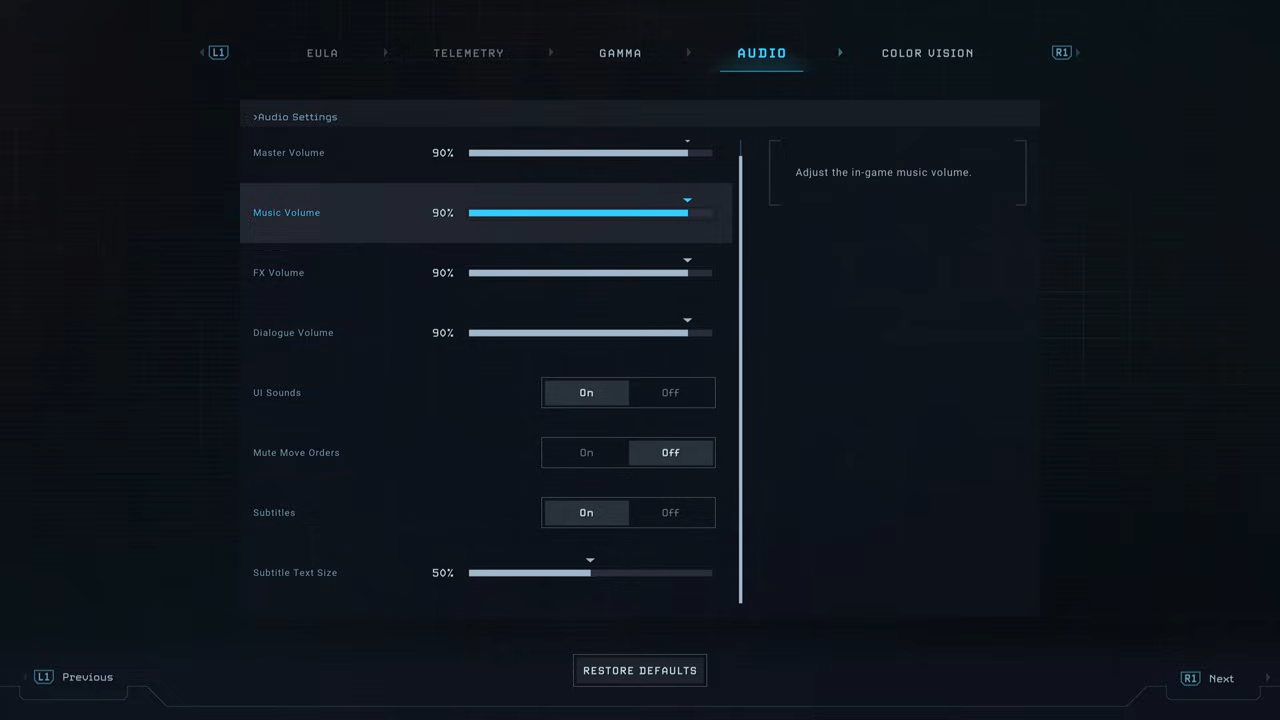 L1 EULA TELEMETRY GAMMA AUDIO COLOR VISION R1
>Audio Settings
Master Volume 90%
Adjust the in-game music volume.
Music Volume 90%
FX Volume 90%
Dialogue Volume 90%
UI Sounds On Off
Mute Move Orders On Off
Subtitles On Off
Subtitle Text Size 50%
RESTORE DEFAULTS
L1 Previous
R1 Next